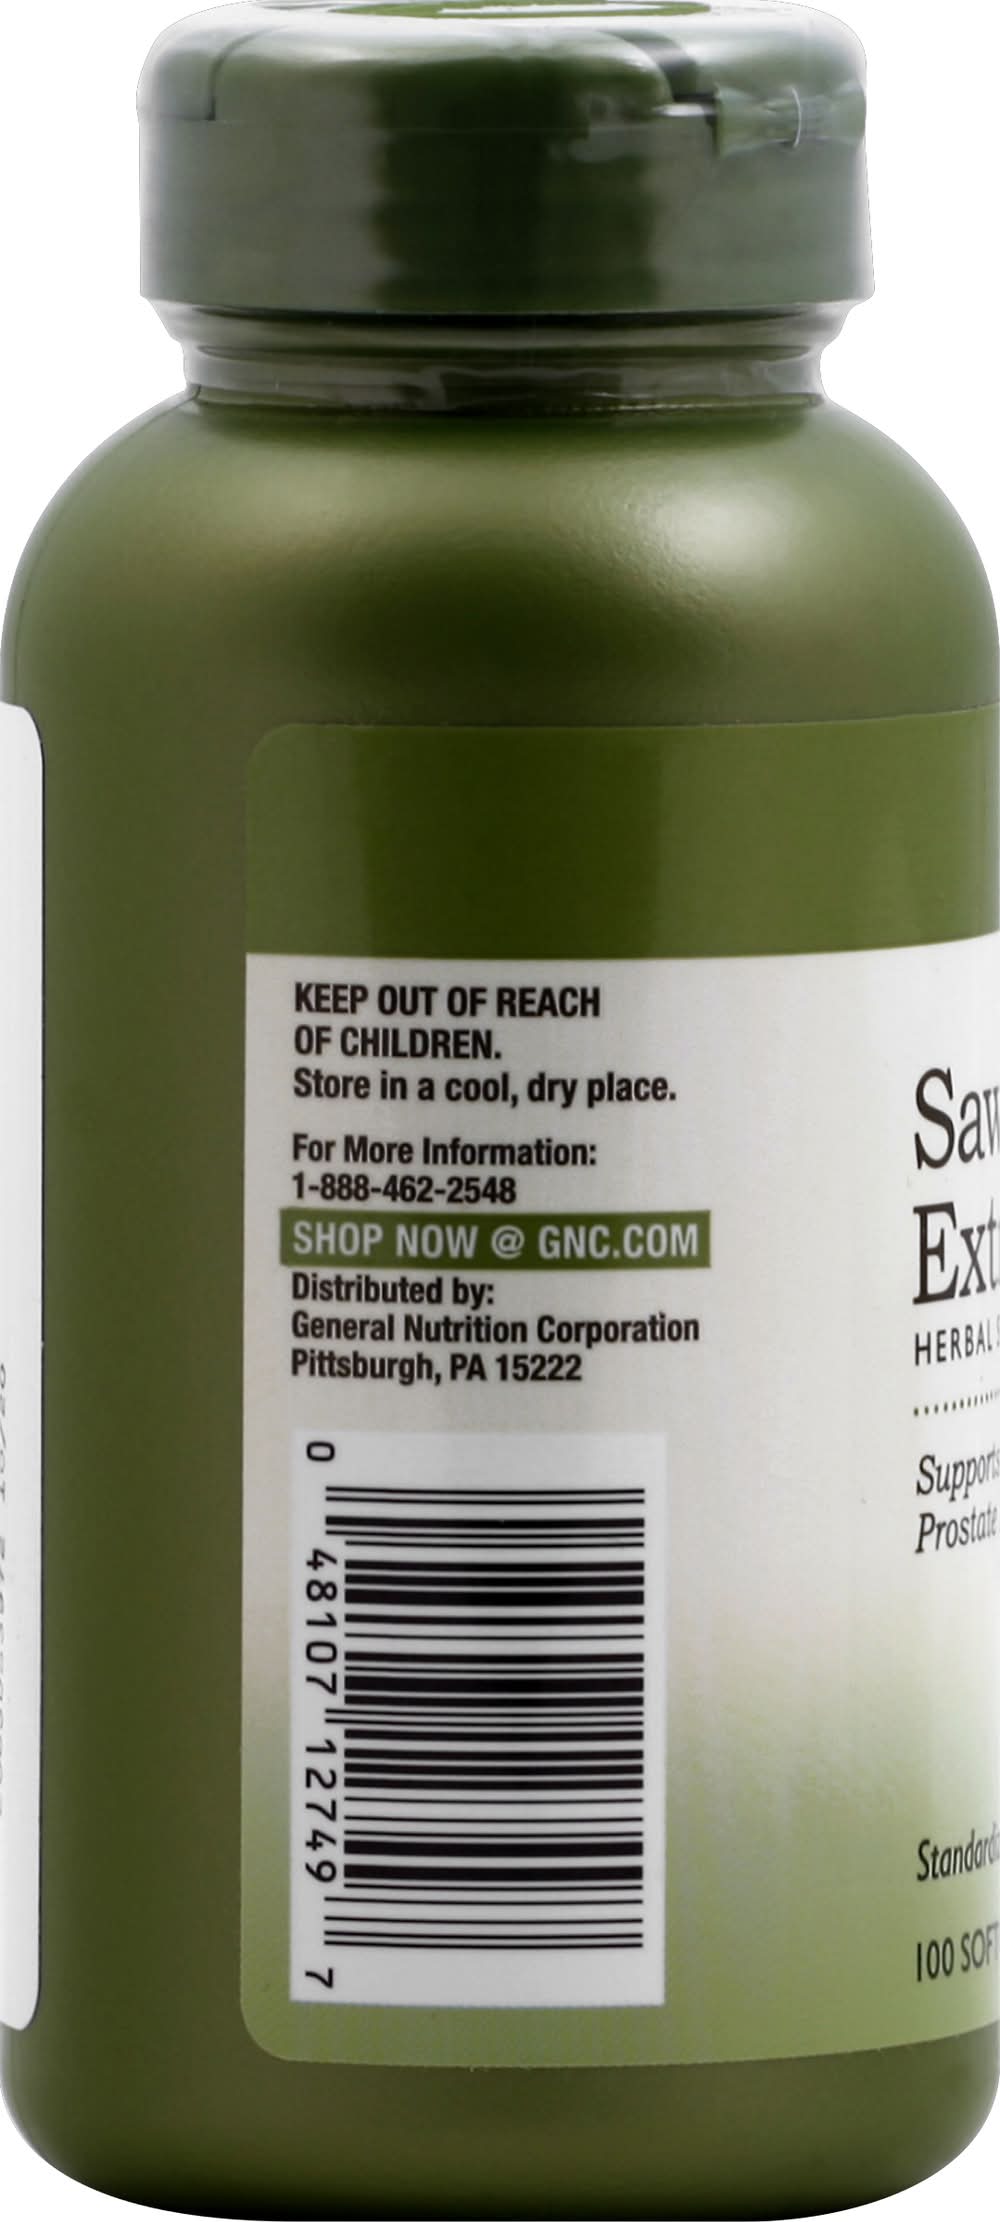 KEEP OUT OF REACH
OF CHILDREN.
Store in a cool, dry place.
For More Information:
1-888-462-2548
SHOP NOW @ GNC.COM
Distributed by:
General Nutrition Corporation
Pittsburgh, PA 15222
0 48107 12749 7
Saw
Ext
HERBAL
Supports
Prostate
Standardi
100 SOF